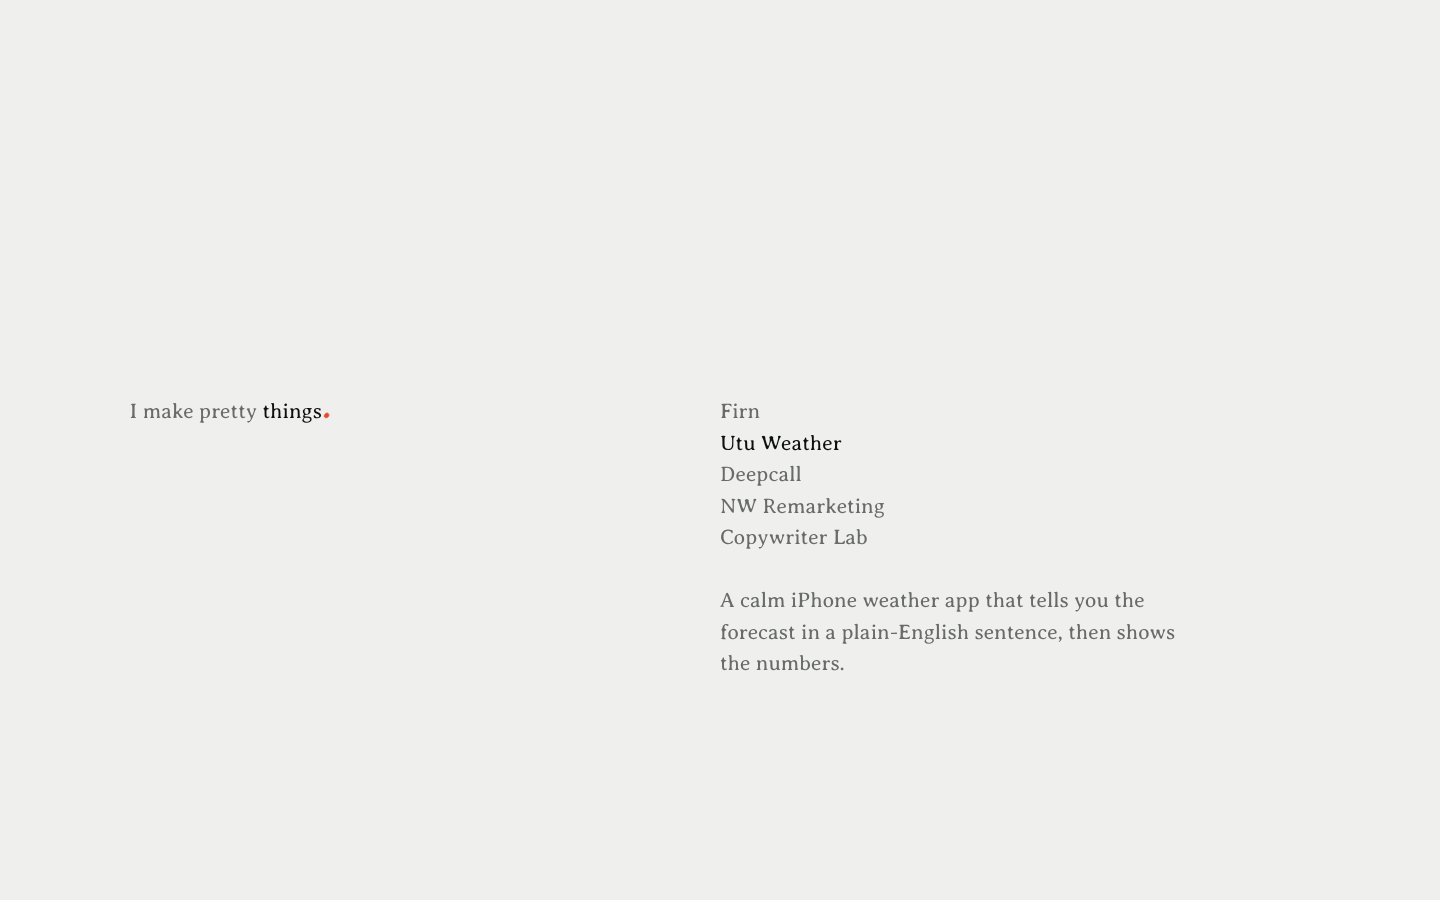 I make pretty things.
Firn
Utu Weather
Deepcall
NW Remarketing
Copywriter Lab
A calm iPhone weather app that tells you the
forecast in a plain-English sentence, then shows
the numbers.